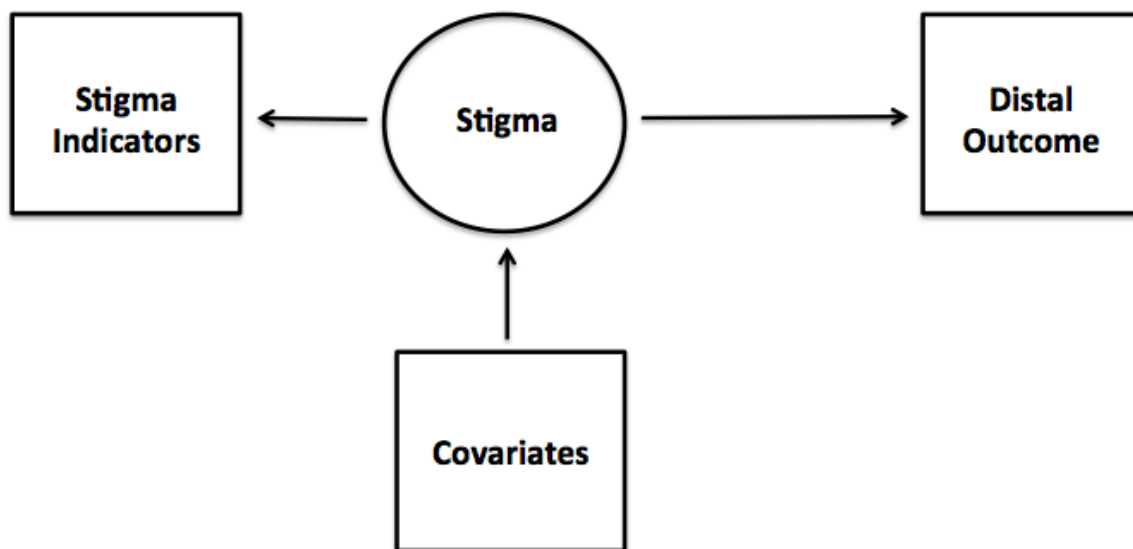 Stigma
Indicators
Stigma
Distal
Outcome
Covariates